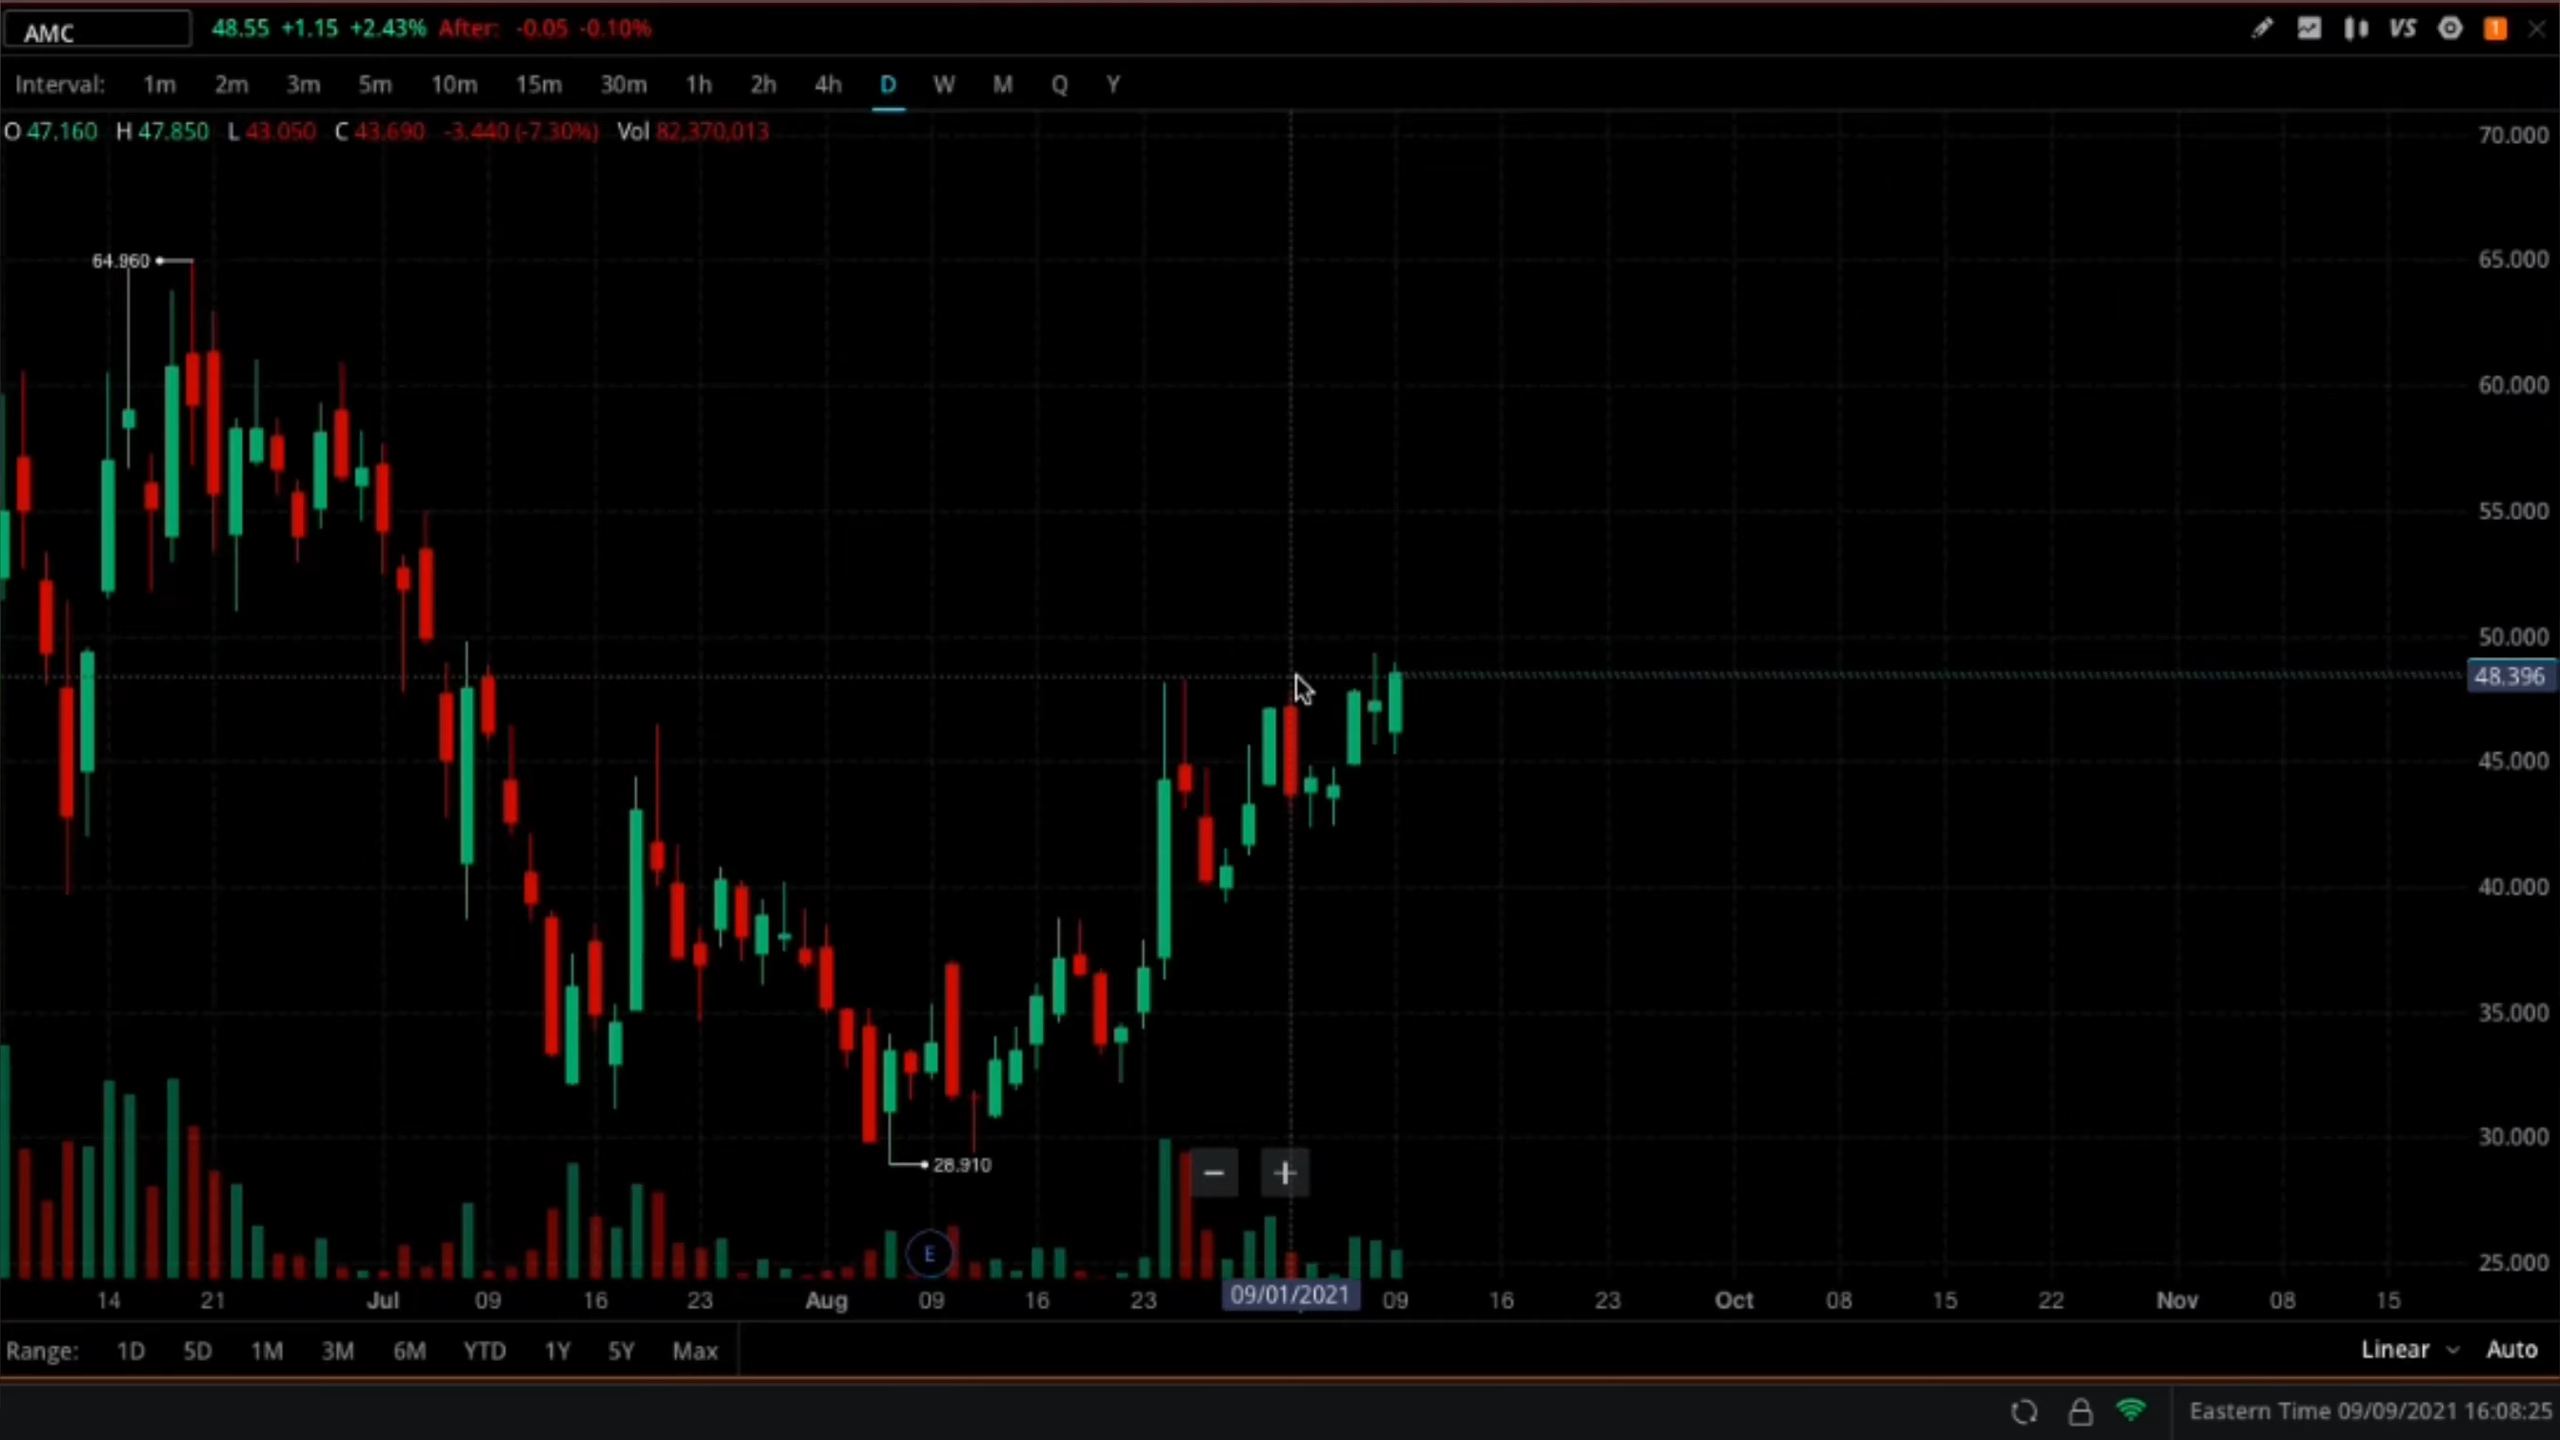 AMC 48.55 +1.15 +2.43% After: -0.05 -0.10% VS 1
Interval: 1m 2m 3m 5m 10m 15m 30m 1h 2h 4h D W M Q Y
O 47.160 H 47.850 L 43.050 C 43.690 -3.440 (-7.30%) Vol 82,370,013
70.000
64.960
65.000
60.000
55.000
50.000
48.396
45.000
40.000
35.000
30.000
28.910
E
25.000
14 21 Jul 09 16 23 Aug 09 16 23 09/01/2021 09 16 23 Oct 08 15 22 Nov 08 15
Range: 1D 5D 1M 3M 6M YTD 1Y 5Y Max Linear Auto
Eastern Time 09/09/2021 16:08:25